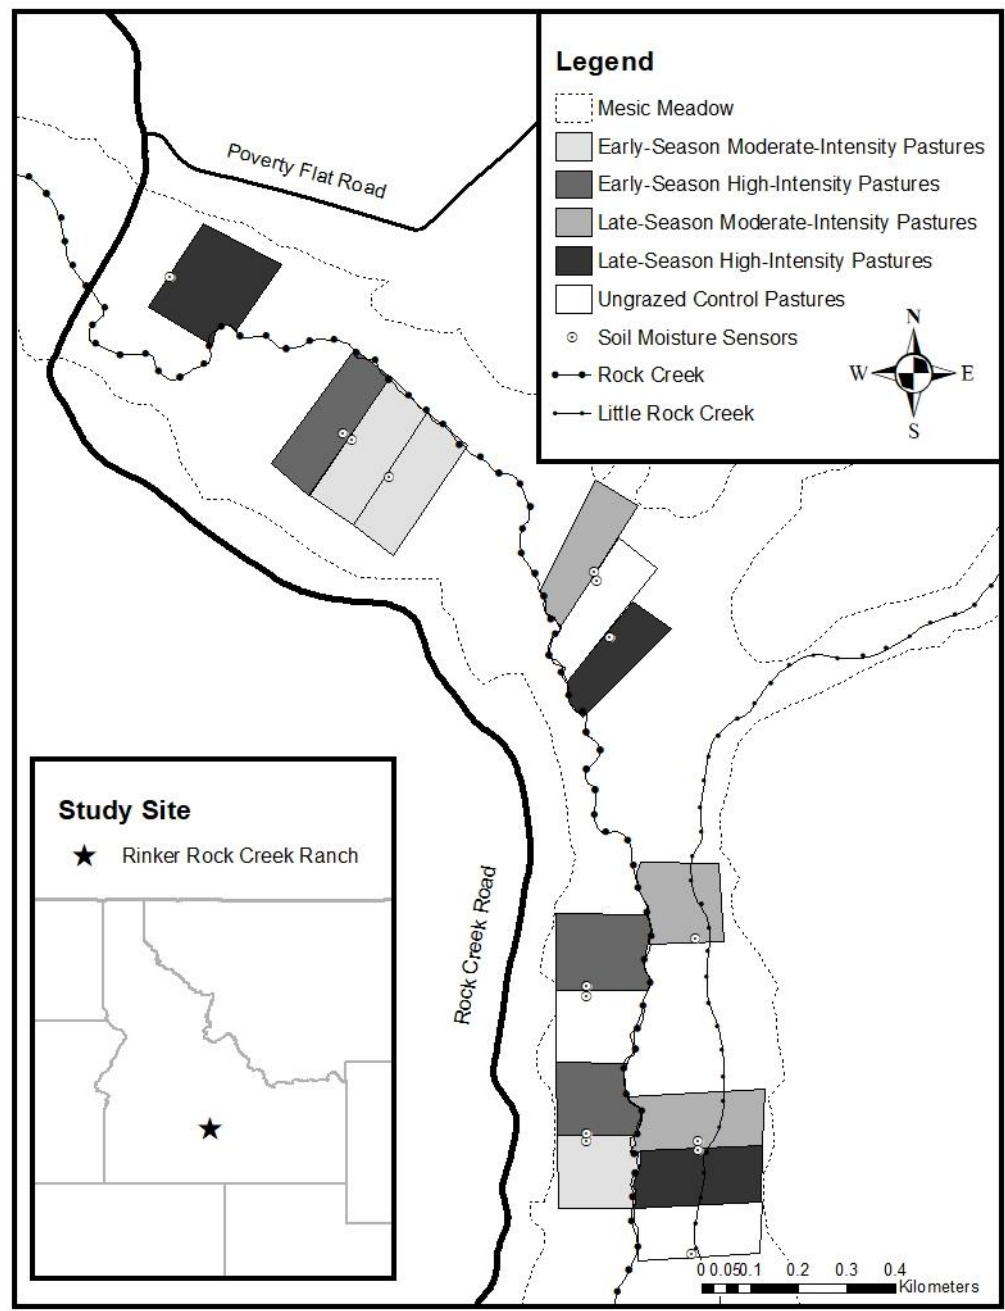 Legend
Mesic Meadow
Early-Season Moderate-Intensity Pastures
Early-Season High-Intensity Pastures
Late-Season Moderate-Intensity Pastures
Late-Season High-Intensity Pastures
Ungrazed Control Pastures
Soil Moisture Sensors
Rock Creek
Little Rock Creek
N
W E
S
Poverty Flat Road
Rock Creek Road
Study Site
Rinker Rock Creek Ranch
0 0.05 0.1 0.2 0.3 0.4
Kilometers